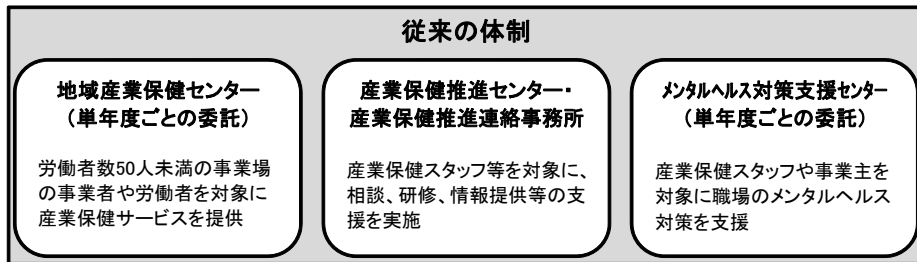 従来の体制
地域産業保健センター
（単年度ごとの委託）
労働者数50人未満の事業場
の事業者や労働者を対象に
産業保健サービスを提供
産業保健推進センター・
産業保健推進連絡事務所
産業保健スタッフ等を対象に、
相談、研修、情報提供等の支
援を実施
メンタルヘルス対策支援センター
（単年度ごとの委託）
産業保健スタッフや事業主を
対象に職場のメンタルヘルス
対策を支援